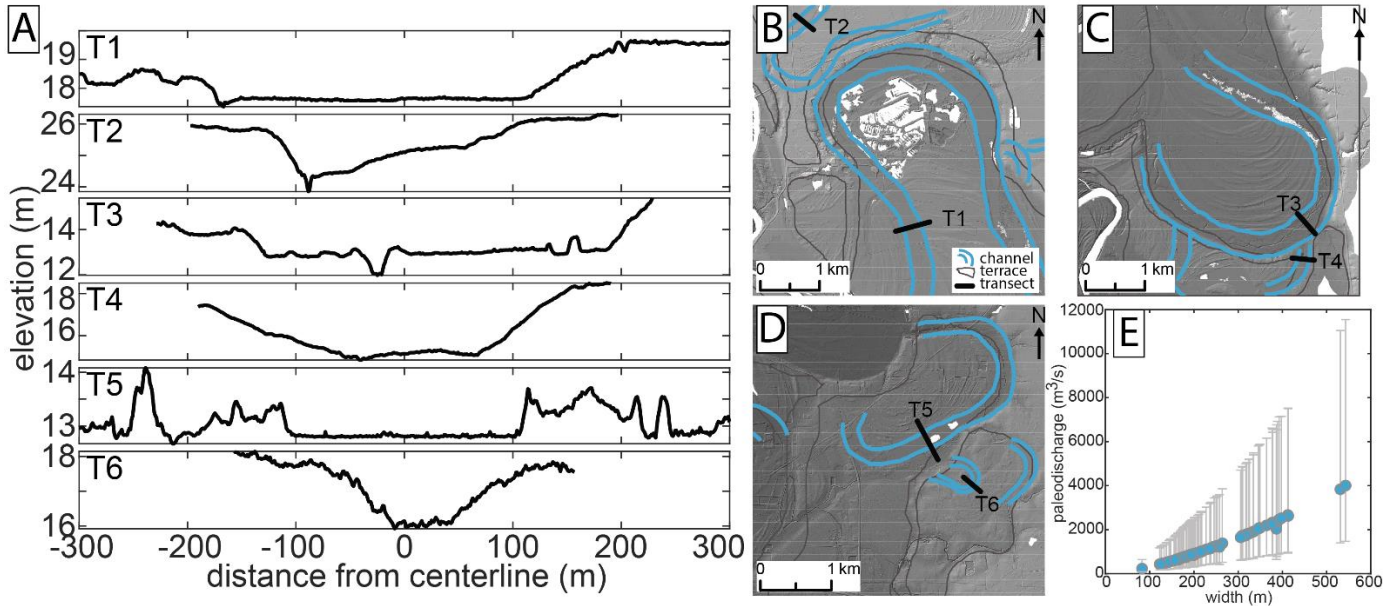 A
T1
19
18
T2
26
24
T3
14
12
T4
18
16
14
T5
14
13
T6
18
16
elevation (m)
-300 -200 -100 0 100 200 300
distance from centerline (m)
B
T2
N
T1
channel
terrace
transect
0 1 km
C
N
T3
T4
0 1 km
D
N
T5
T6
0 1 km
E
12000
10000
8000
6000
4000
2000
0
paleodischarge (m³/s)
0 100 200 300 400 500 600
width (m)